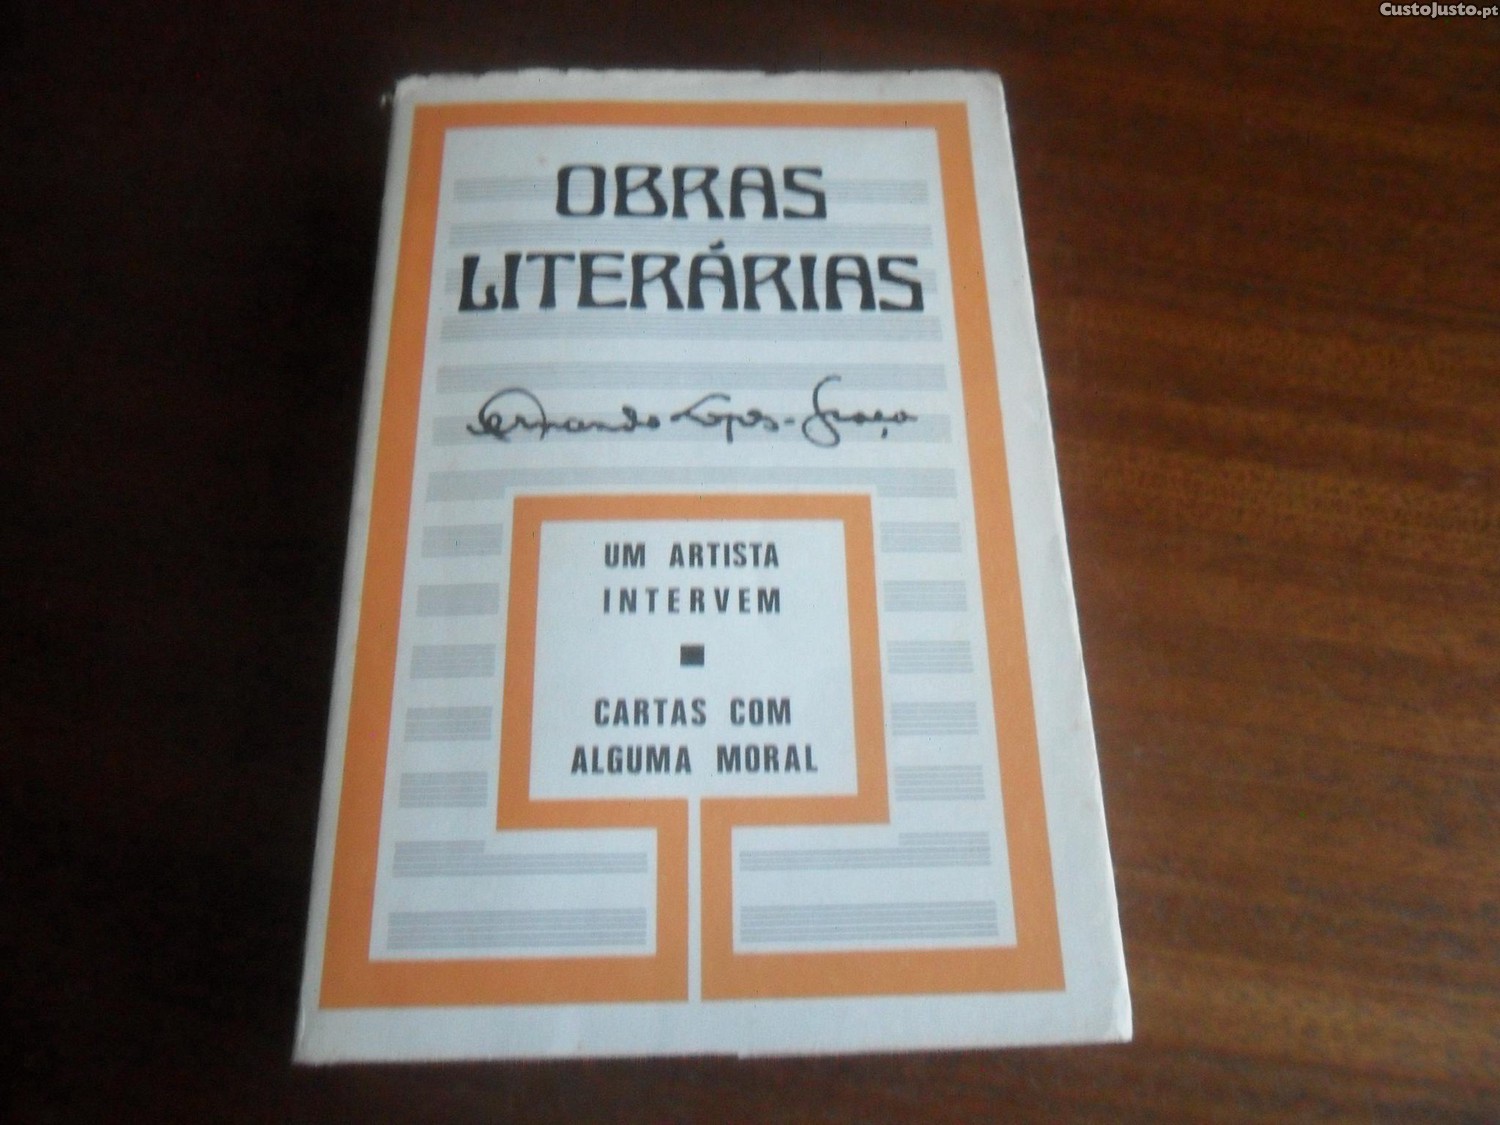 CustoJusto.pt
OBRAS
LITERÁRIAS
Fernando Lopes-Graça
UM ARTISTA
INTERVEM
CARTAS COM
ALGUMA MORAL